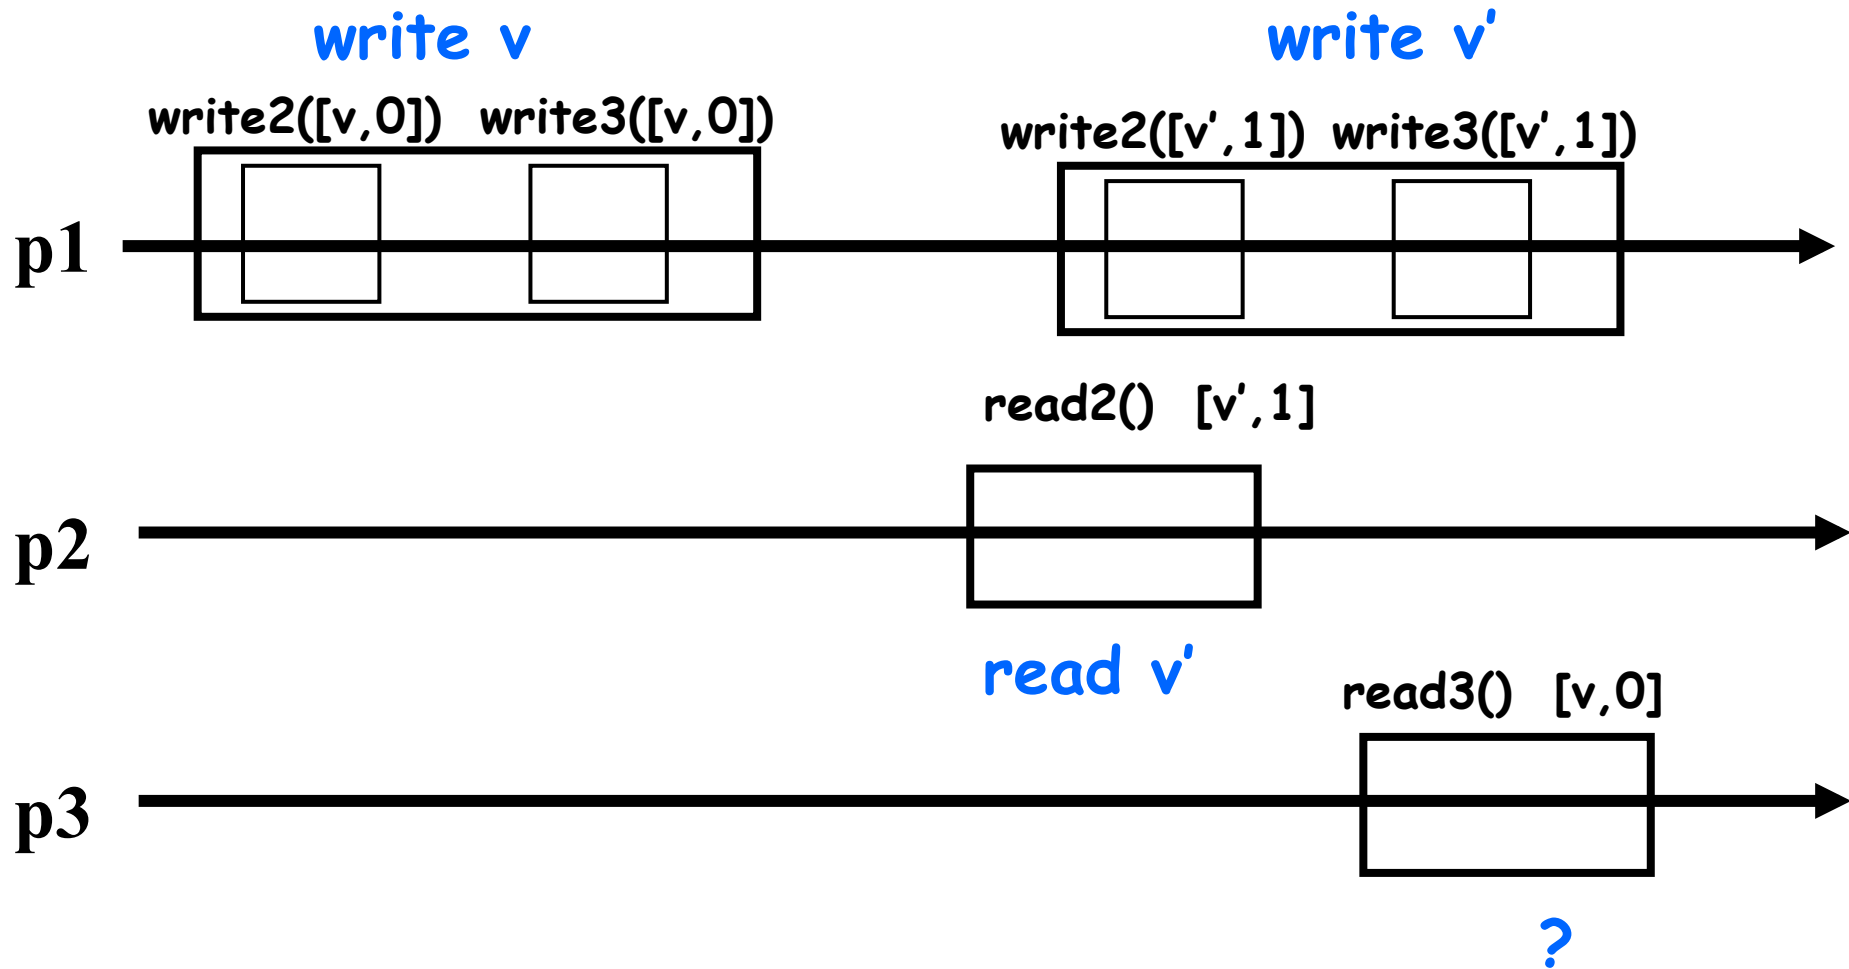 write v write v'
write2([v,0]) write3([v,0]) write2([v',1]) write3([v',1])
p1
read2() [v',1]
p2
read v'
read3() [v,0]
p3
?